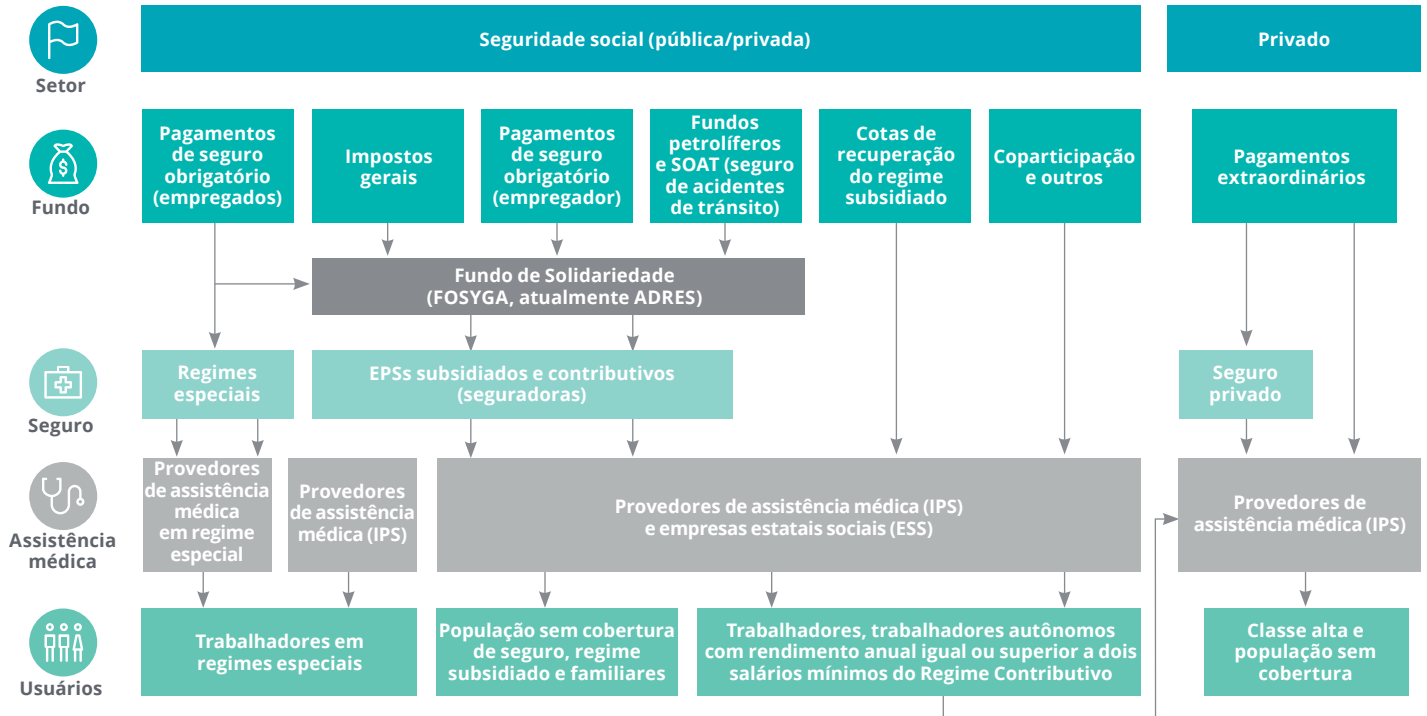 Setor
Seguridade social (pública/privada)
Privado
Fundo
Pagamentos
de seguro
obrigatório
(empregados)
Impostos
gerais
Pagamentos
de seguro
obrigatório
(empregador)
Fundos
petrolíferos
e SOAT (seguro
de acidentes
de tránsito)
Cotas de
recuperação
do regime
subsidiado
Coparticipação
e outros
Pagamentos
extraordinários
Fundo de Solidariedade
(FOSYGA, atualmente ADRES)
Seguro
Regimes
especiais
EPSs subsidiados e contributivos
(seguradoras)
Seguro
privado
Assistência
médica
Provedores
de assistência
médica
em regime
especial
Provedores
de assistência
médica (IPS)
Provedores de assistência médica (IPS)
e empresas estatais sociais (ESS)
Provedores de
assistência médica (IPS)
Usuários
Trabalhadores em
regimes especiais
População sem cobertura
de seguro, regime
subsidiado e familiares
Trabalhadores, trabalhadores autônomos
com rendimento anual igual ou superior a dois
salários mínimos do Regime Contributivo
Classe alta e
população sem
cobertura